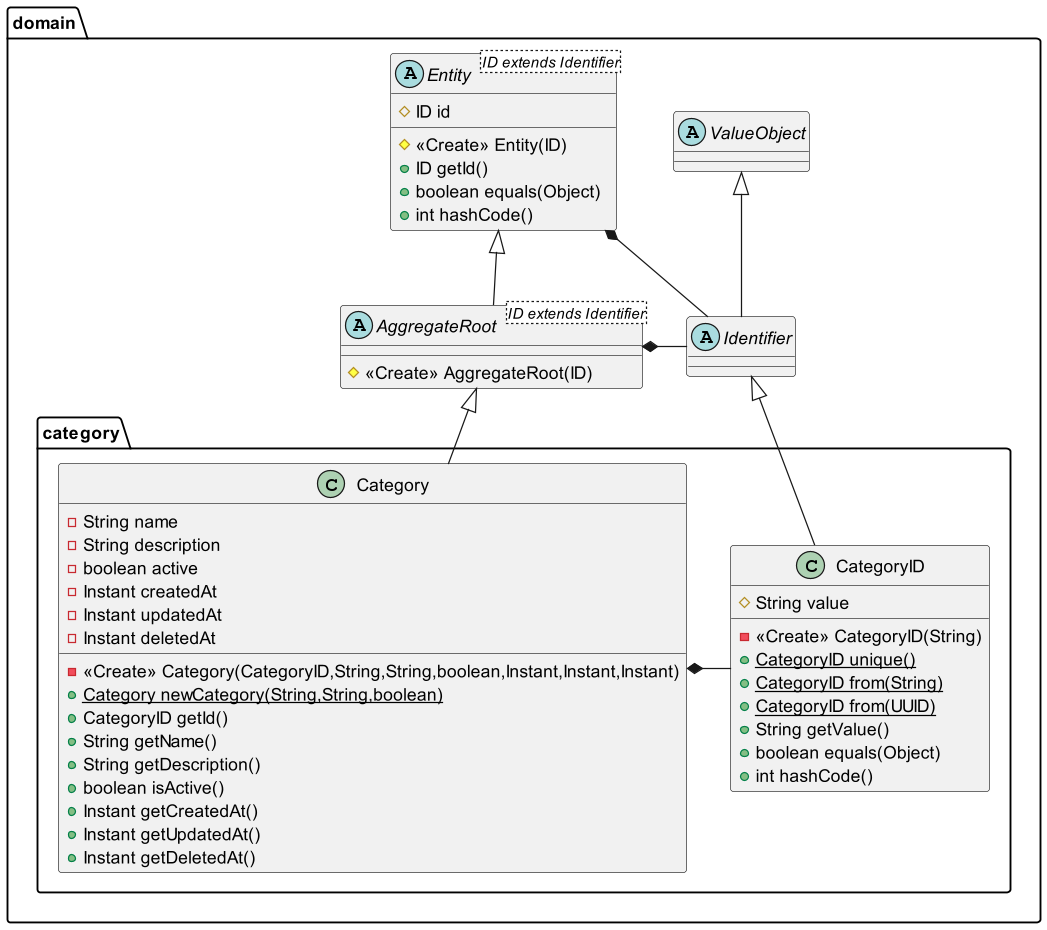 domain
A Entity
ID extends Identifier
ID id
«Create» Entity(ID)
ID getId()
boolean equals(Object)
int hashCode()
A ValueObject
A AggregateRoot
ID extends Identifier
«Create» AggregateRoot(ID)
A Identifier
category
C Category
String name
String description
boolean active
Instant createdAt
Instant updatedAt
Instant deletedAt
«Create» Category(CategoryID,String,String,boolean,Instant,Instant,Instant)
Category newCategory(String,String,boolean)
CategoryID getId()
String getName()
String getDescription()
boolean isActive()
Instant getCreatedAt()
Instant getUpdatedAt()
Instant getDeletedAt()
C CategoryID
String value
«Create» CategoryID(String)
CategoryID unique()
CategoryID from(String)
CategoryID from(UUID)
String getValue()
boolean equals(Object)
int hashCode()